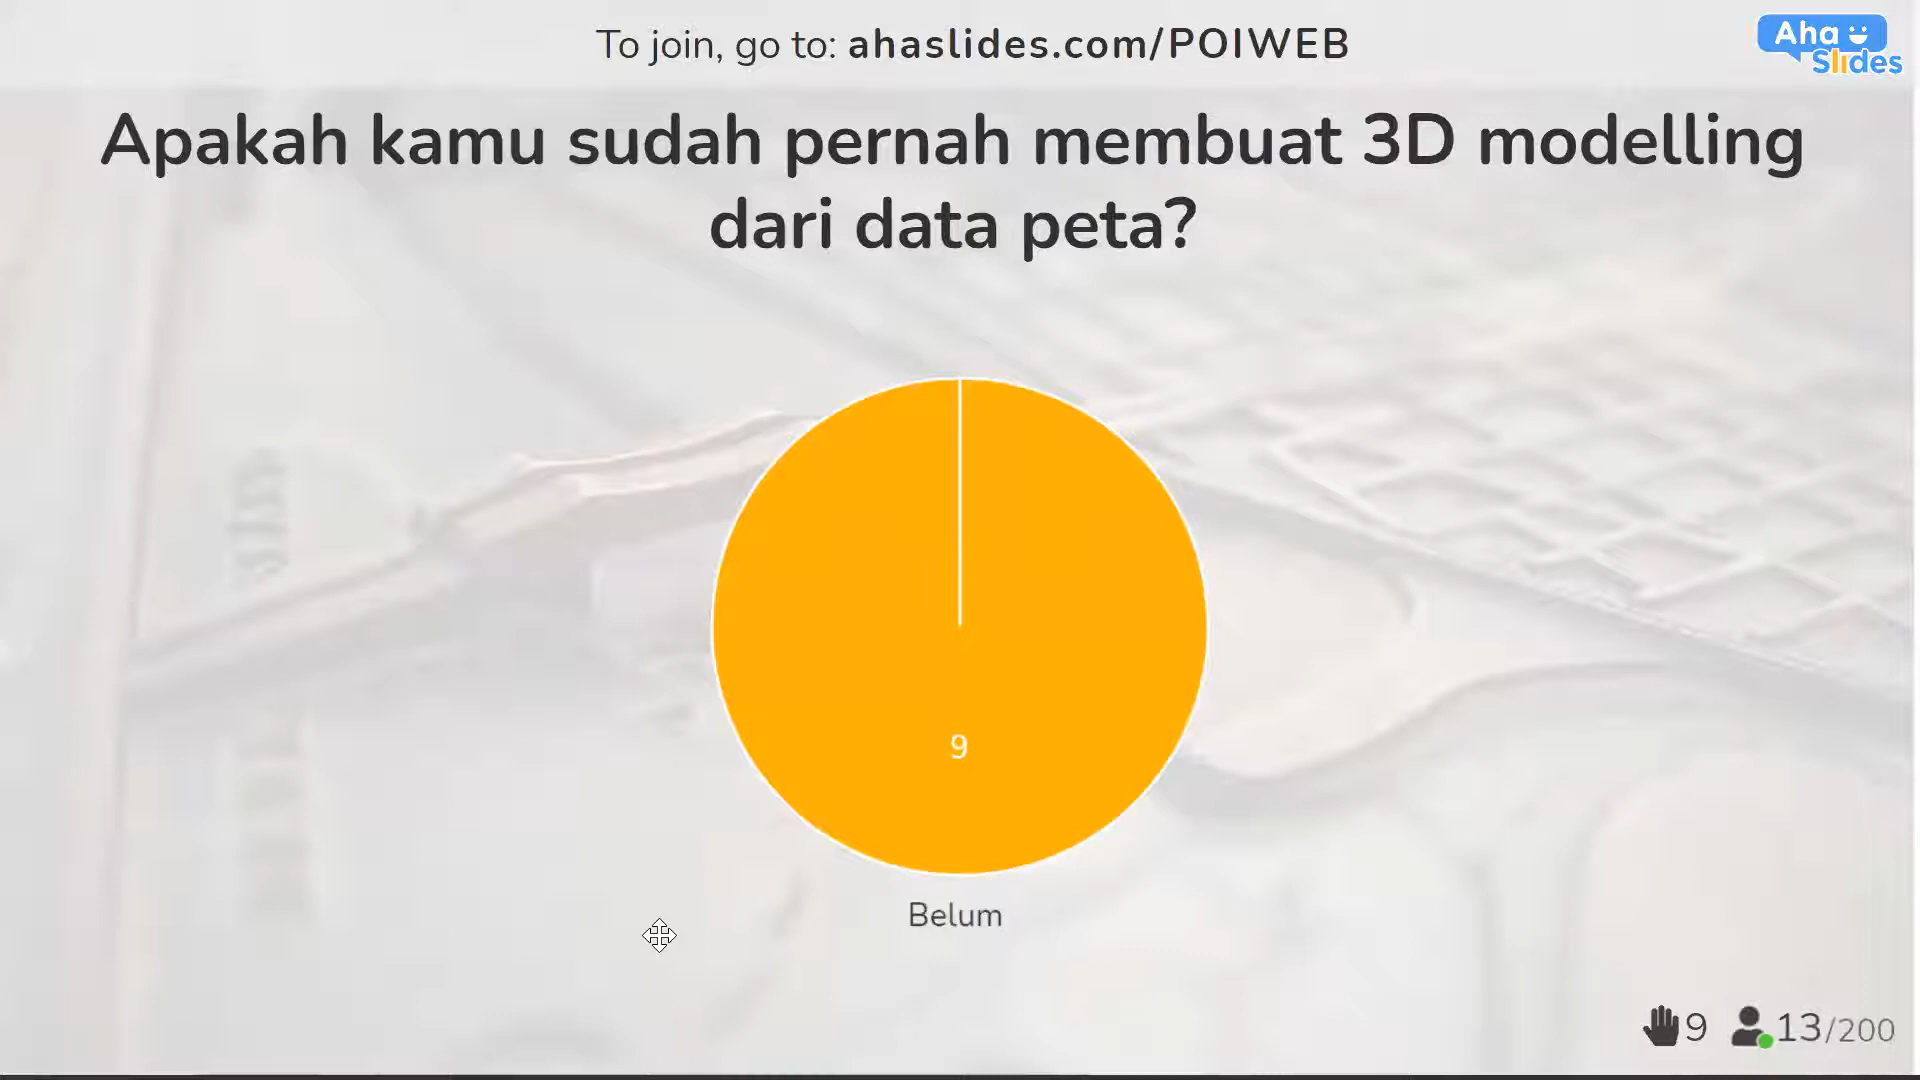 To join, go to: ahaslides.com/POIWEB
Aha
Slides
Apakah kamu sudah pernah membuat 3D modelling
dari data peta?
9
Belum
9 13/200